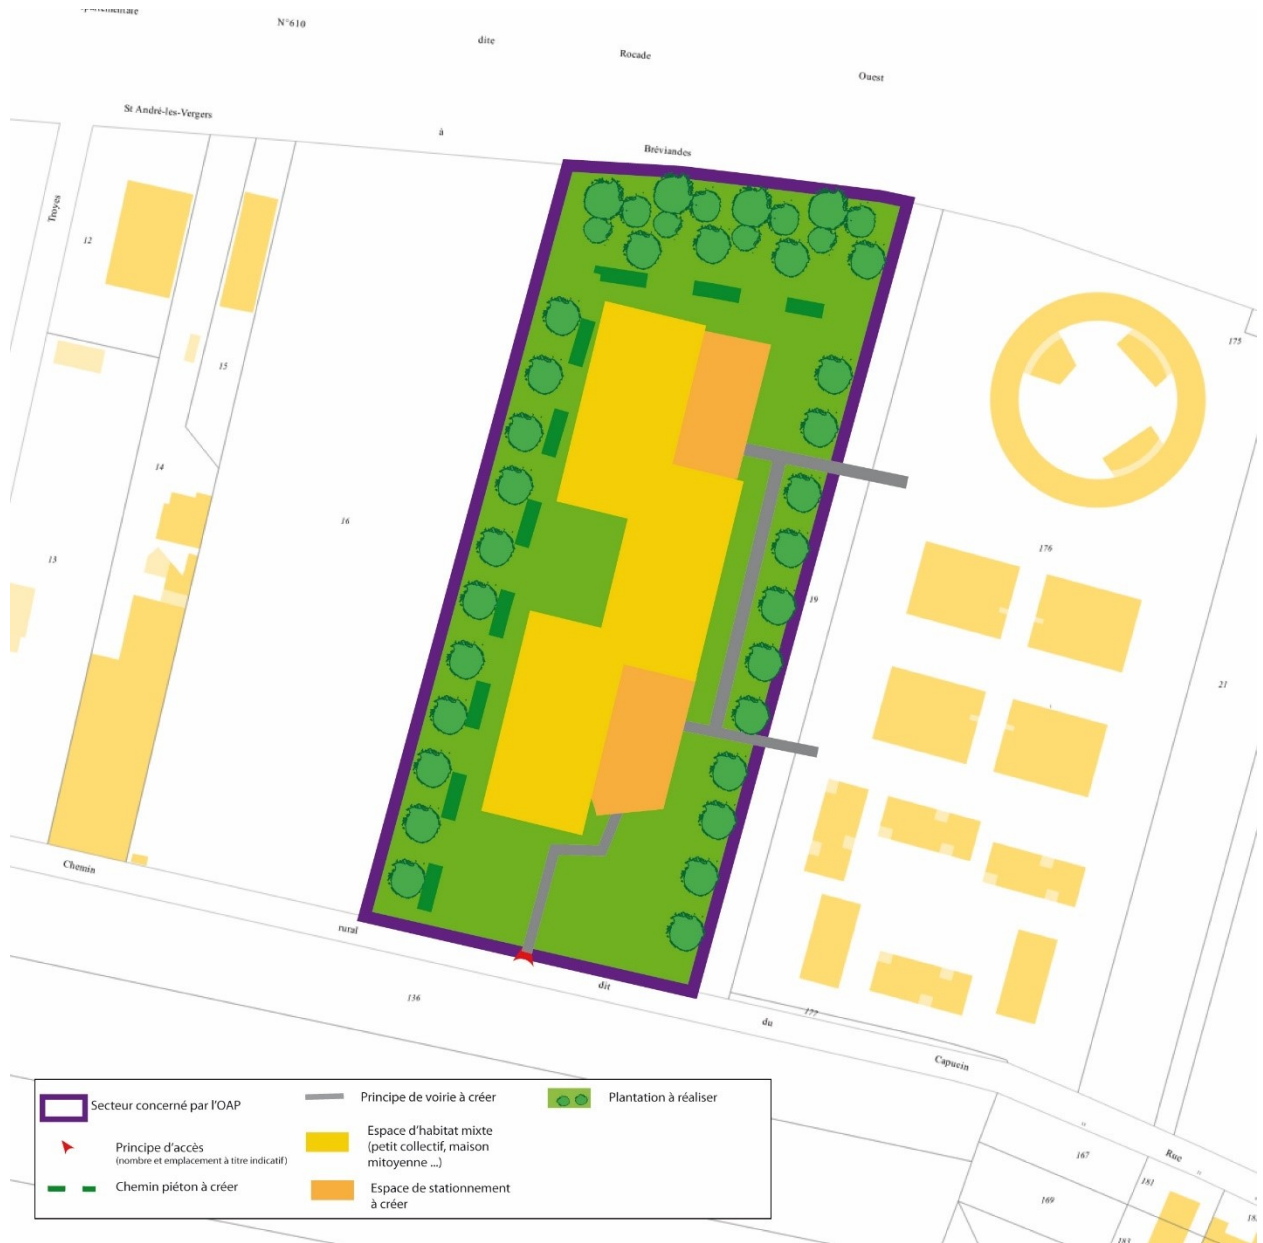 N°610
dite
Rocade
Ouest
St André-les-Vergers
à
Bréviandes
Troyes
12
175
15
14
16
13
176
19
21
Chemin
rural
dit
136
du
177
Capucin
Rue
167
181
169
183
Secteur concerné par l'OAP
Principe de voirie à créer
Plantation à réaliser
Principe d'accès
(nombre et emplacement à titre indicatif)
Espace d'habitat mixte
(petit collectif, maison
mitoyenne ...)
Chemin piéton à créer
Espace de stationnement
à créer